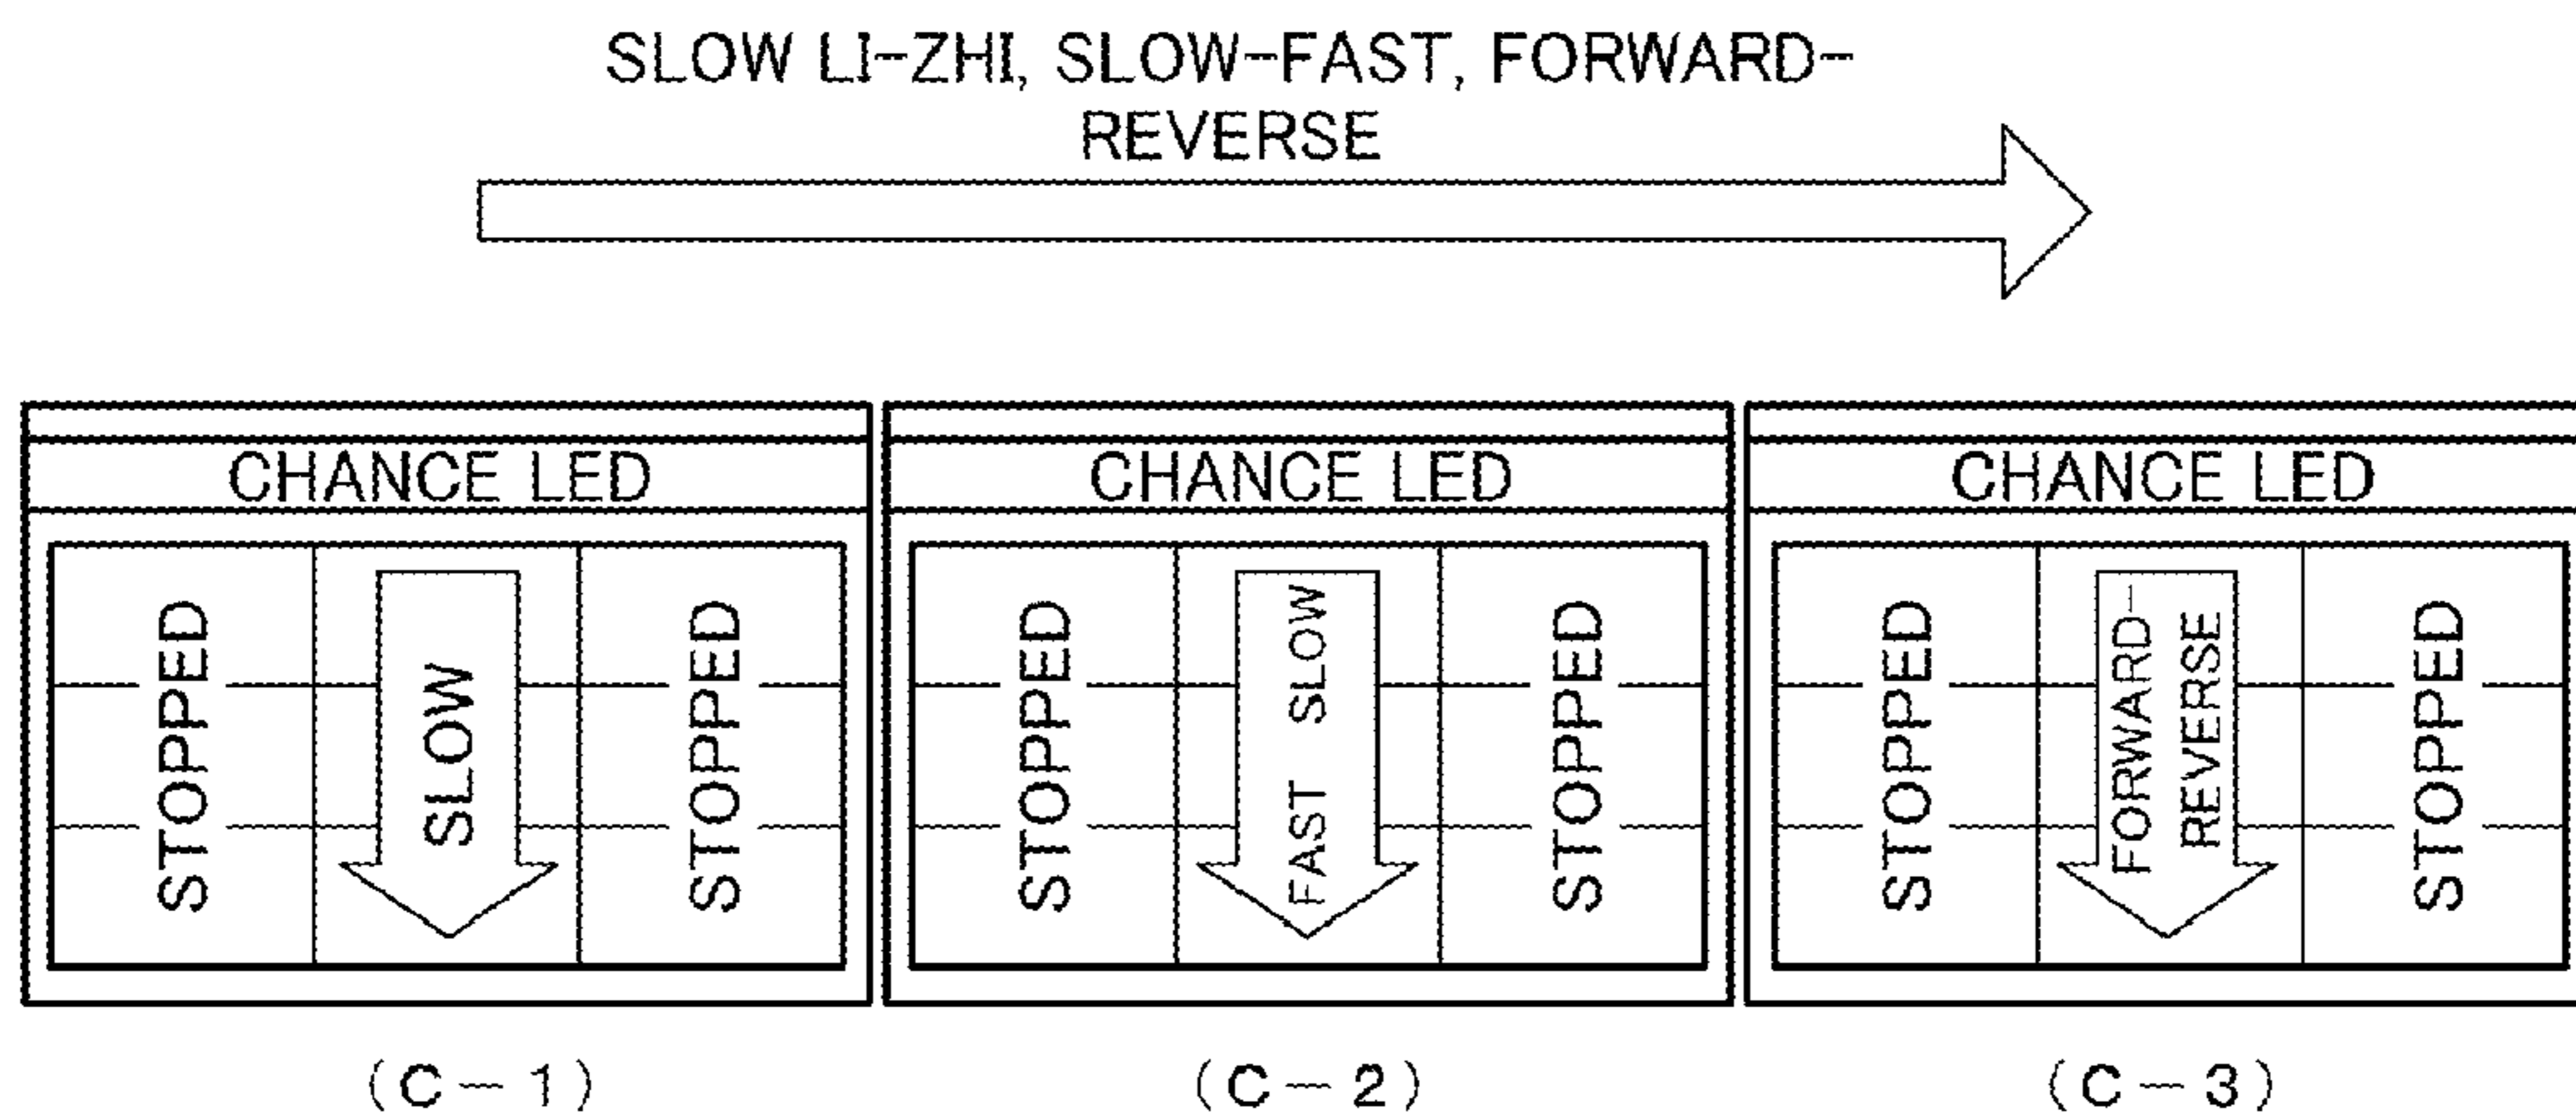 SLOW LI-ZHI, SLOW-FAST, FORWARD-
REVERSE
CHANCE LED
STOPPED
SLOW
STOPPED
(C-1)
CHANCE LED
STOPPED
FAST SLOW
STOPPED
(C-2)
CHANCE LED
STOPPED
FORWARD-
REVERSE
STOPPED
(C-3)